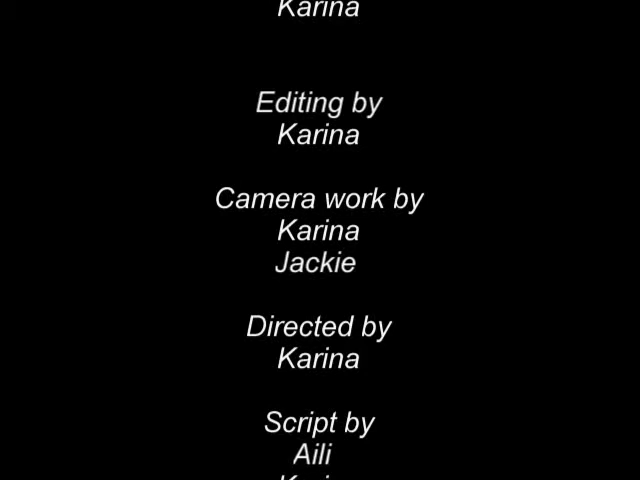 Karina
Editing by
Karina
Camera work by
Karina
Jackie
Directed by
Karina
Script by
Aili